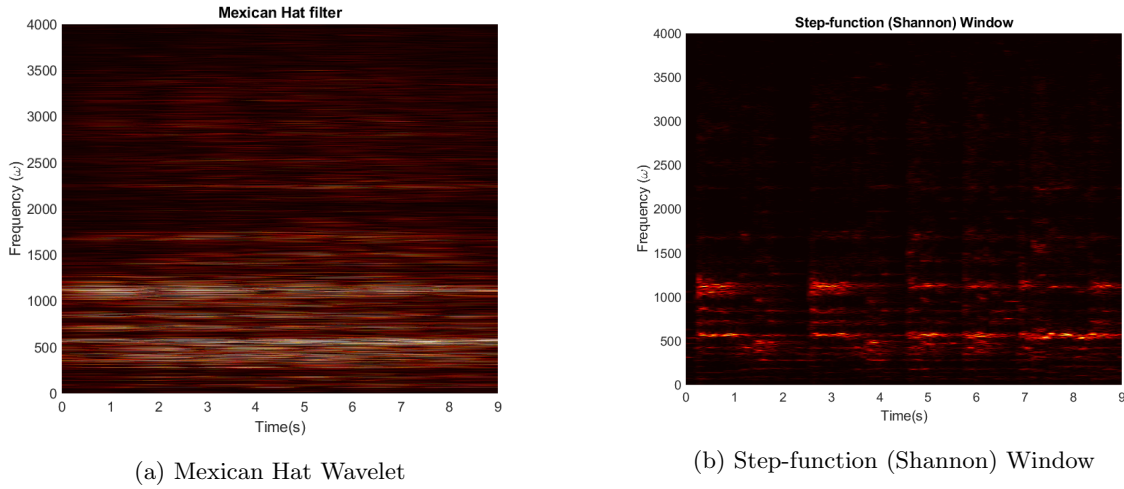 Mexican Hat filter
4000
3500
3000
2500
2000
1500
1000
500
0
Frequency (ω)
0 1 2 3 4 5 6 7 8 9
Time(s)
(a) Mexican Hat Wavelet
Step-function (Shannon) Window
4000
3500
3000
2500
2000
1500
1000
500
0
Frequency (ω)
0 1 2 3 4 5 6 7 8 9
Time(s)
(b) Step-function (Shannon) Window